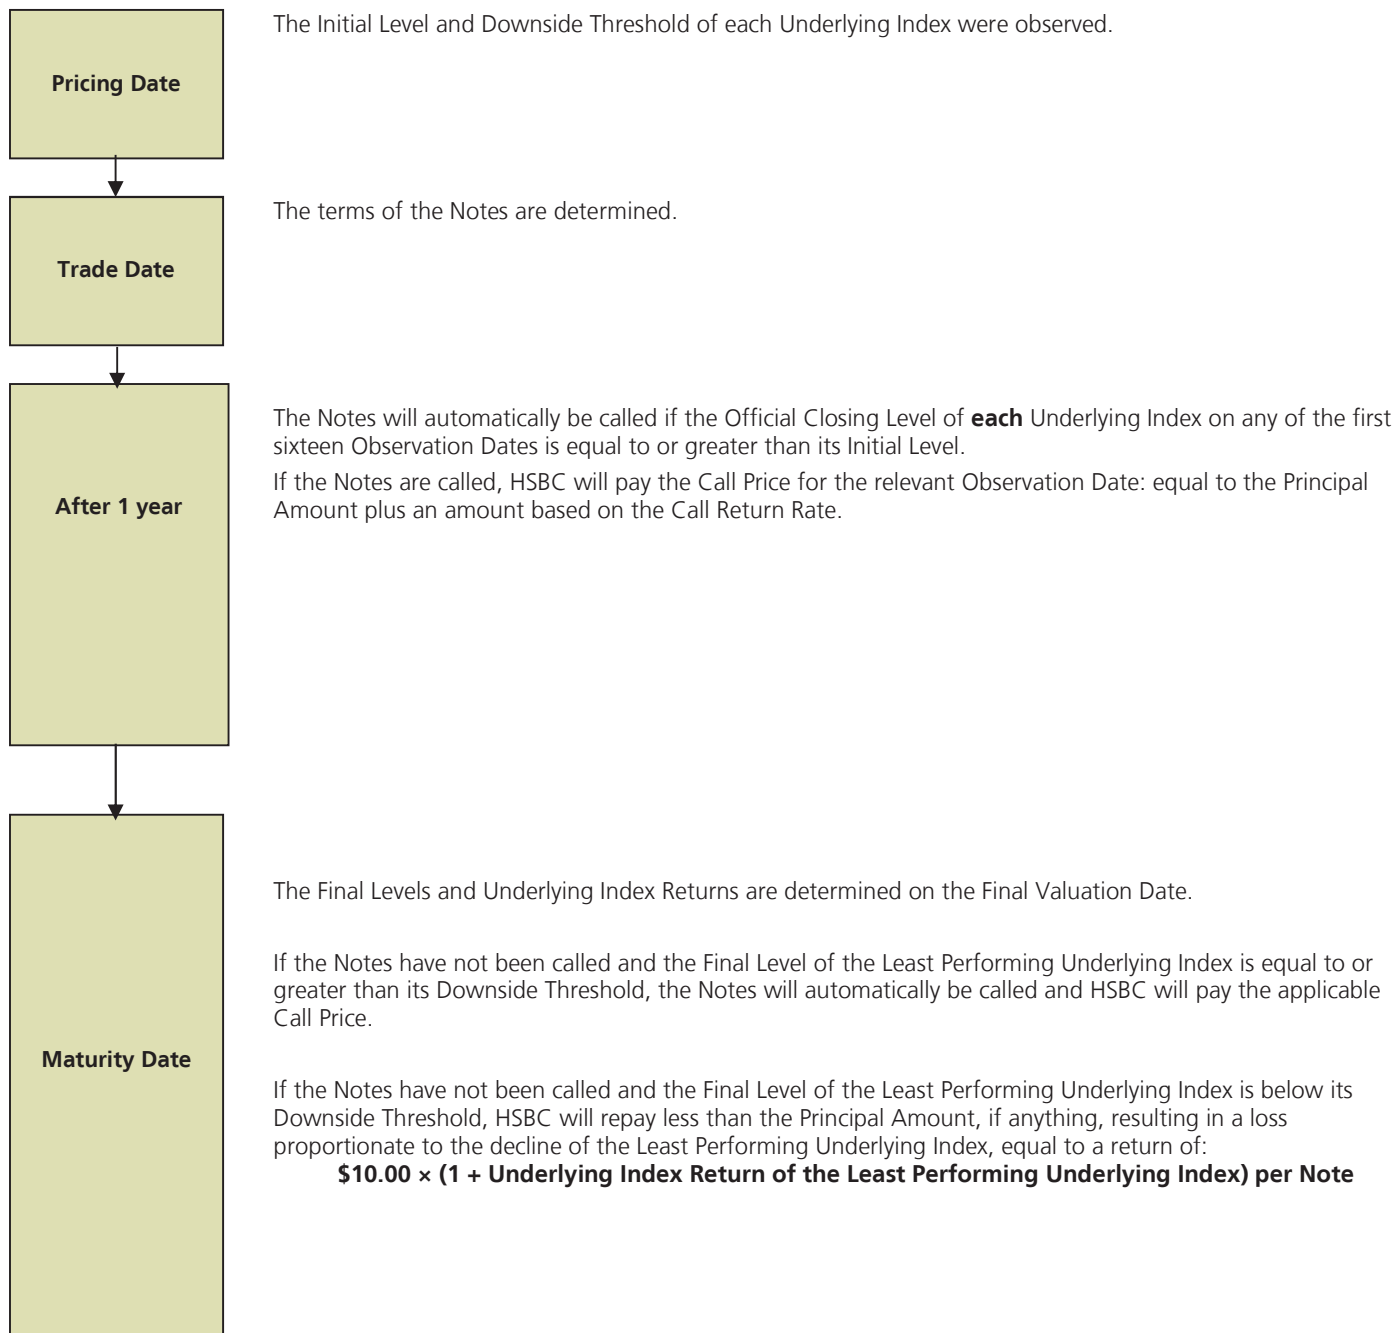 The Initial Level and Downside Threshold of each Underlying Index were observed.
Pricing Date
The terms of the Notes are determined.
Trade Date
The Notes will automatically be called if the Official Closing Level of each Underlying Index on any of the first
sixteen Observation Dates is equal to or greater than its Initial Level.
If the Notes are called, HSBC will pay the Call Price for the relevant Observation Date: equal to the Principal
Amount plus an amount based on the Call Return Rate.
After 1 year
The Final Levels and Underlying Index Returns are determined on the Final Valuation Date.
If the Notes have not been called and the Final Level of the Least Performing Underlying Index is equal to or
greater than its Downside Threshold, the Notes will automatically be called and HSBC will pay the applicable
Call Price.
Maturity Date
If the Notes have not been called and the Final Level of the Least Performing Underlying Index is below its
Downside Threshold, HSBC will repay less than the Principal Amount, if anything, resulting in a loss
proportionate to the decline of the Least Performing Underlying Index, equal to a return of:
$10.00 × (1 + Underlying Index Return of the Least Performing Underlying Index) per Note